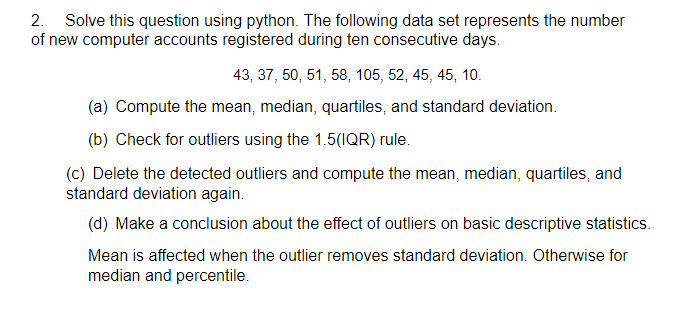 2. Solve this question using python. The following data set represents the number
of new computer accounts registered during ten consecutive days.
43, 37, 50, 51, 58, 105, 52, 45, 45, 10.
(a) Compute the mean, median, quartiles, and standard deviation.
(b) Check for outliers using the 1.5(IQR) rule.
(c) Delete the detected outliers and compute the mean, median, quartiles, and
standard deviation again.
(d) Make a conclusion about the effect of outliers on basic descriptive statistics.
Mean is affected when the outlier removes standard deviation. Otherwise for
median and percentile.